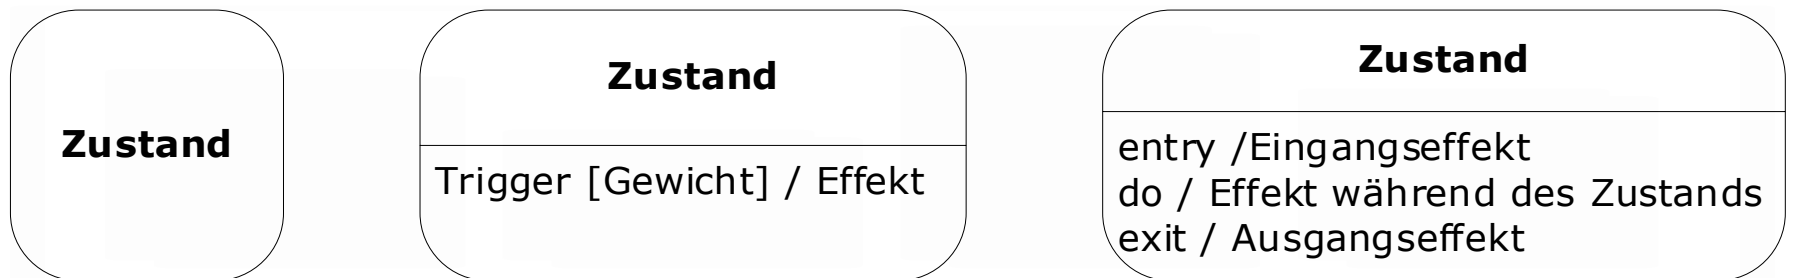 Zustand
Zustand
Trigger [Gewicht] / Effekt
Zustand
entry /Eingangseffekt
do / Effekt während des Zustands
exit / Ausgangseffekt